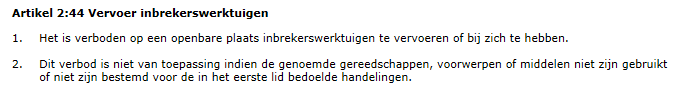 Artikel 2:44 Vervoer inbrekerswerktuigen
1. Het is verboden op een openbare plaats inbrekerswerktuigen te vervoeren of bij zich te hebben.
2. Dit verbod is niet van toepassing indien de genoemde gereedschappen, voorwerpen of middelen niet zijn gebruikt
of niet zijn bestemd voor de in het eerste lid bedoelde handelingen.